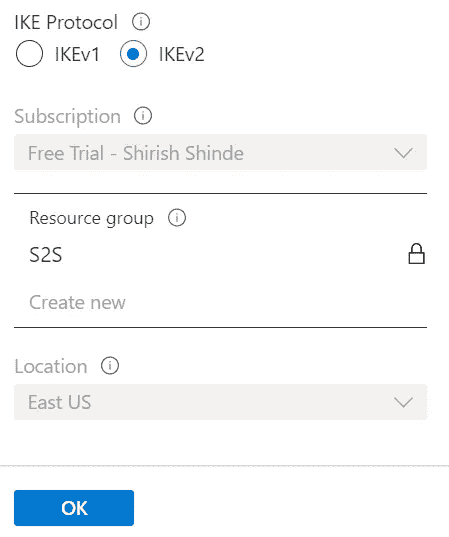 IKE Protocol
IKEv1 IKEv2
Subscription
Free Trial - Shirish Shinde
Resource group
S2S
Create new
Location
East US
OK